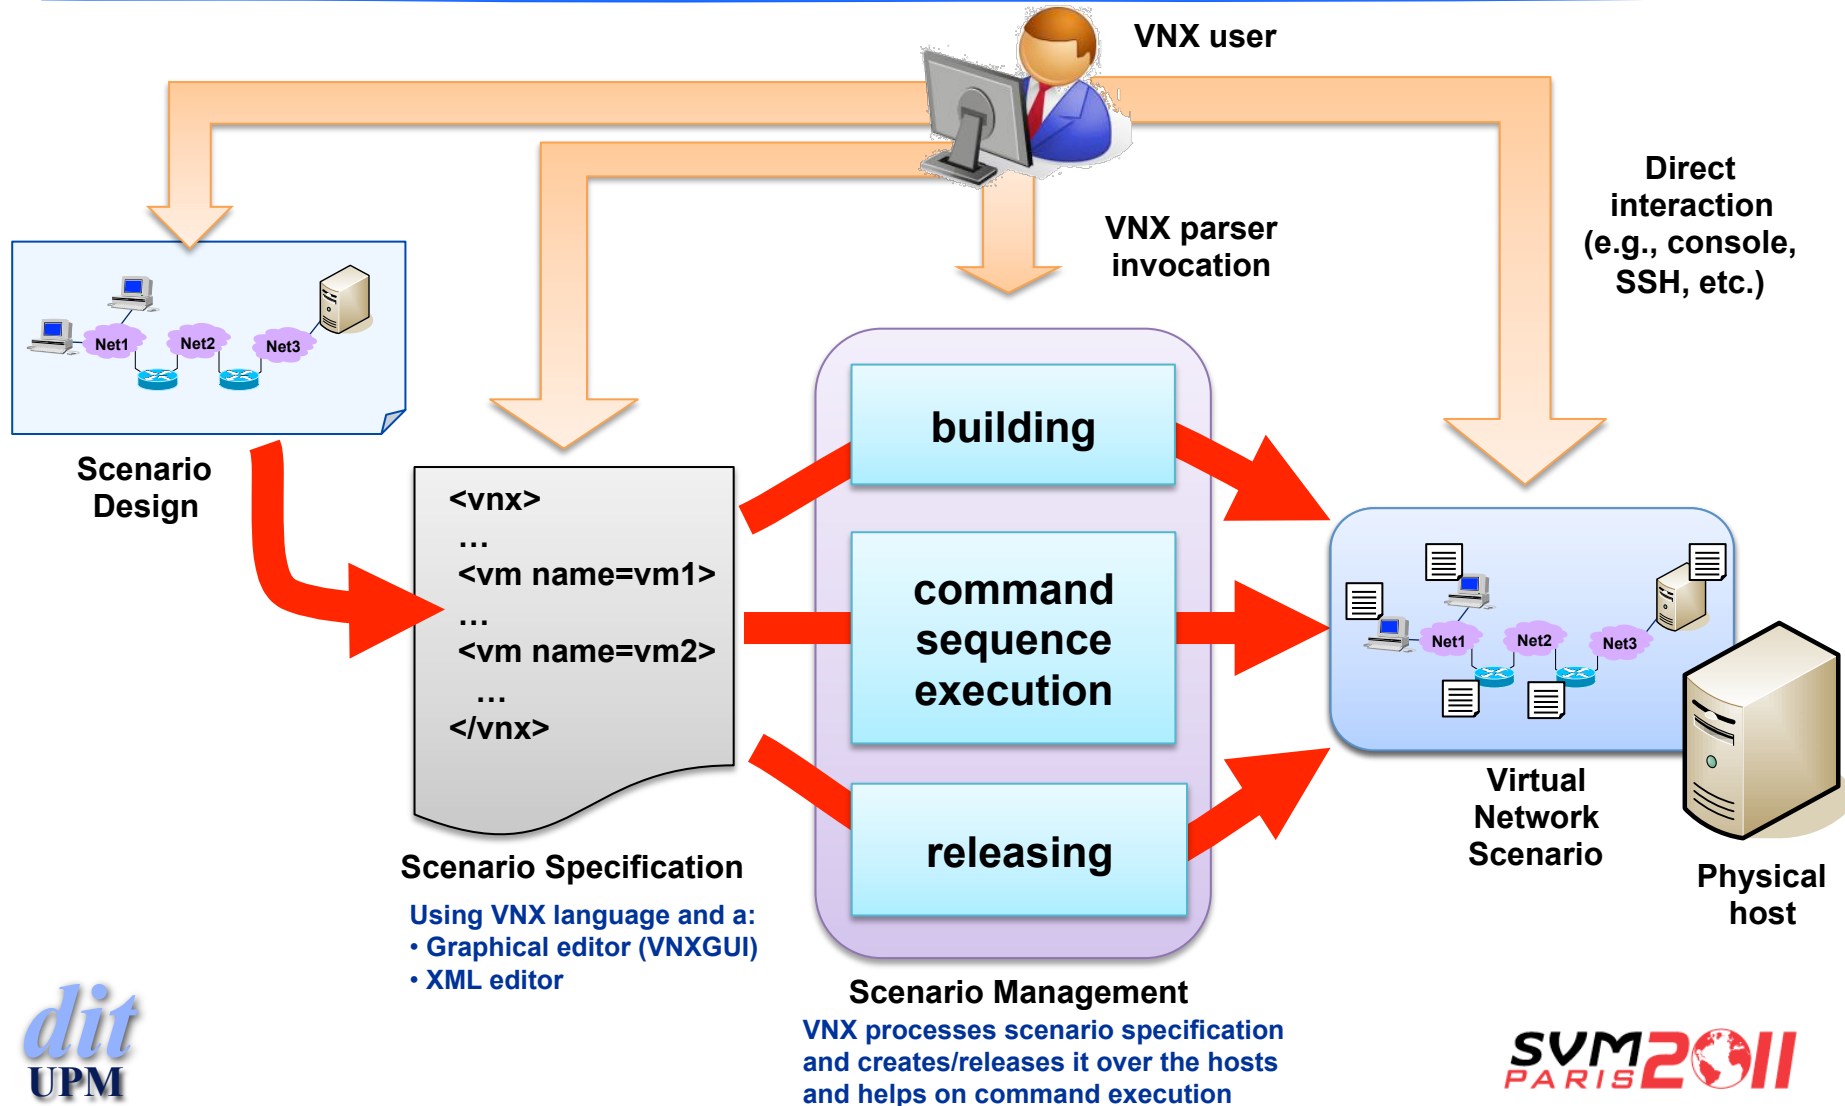 VNX user
Direct
interaction
(e.g., console,
SSH, etc.)
VNX parser
invocation
Net1
Net2
Net3
Scenario
Design
<vnx>
…
<vm name=vm1>
…
<vm name=vm2>
…
</vnx>
Scenario Specification
Using VNX language and a:
• Graphical editor (VNXGUI)
• XML editor
building
command
sequence
execution
releasing
Scenario Management
VNX processes scenario specification
and creates/releases it over the hosts
and helps on command execution
Net1
Net2
Net3
Virtual
Network
Scenario
Physical
host
dit
UPM
SVM2011
PARIS